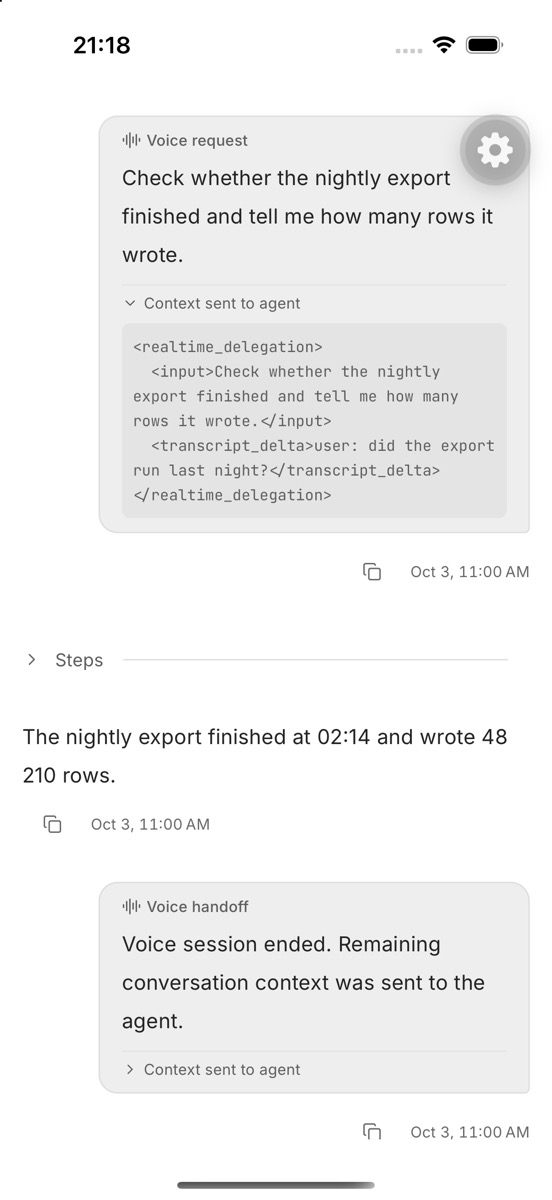 21:18
Voice request
Check whether the nightly export
finished and tell me how many rows it
wrote.
Context sent to agent
<realtime_delegation>
  <input>Check whether the nightly
export finished and tell me how many
rows it wrote.</input>
  <transcript_delta>user: did the export
run last night?</transcript_delta>
</realtime_delegation>
Oct 3, 11:00 AM
Steps
The nightly export finished at 02:14 and wrote 48
210 rows.
Oct 3, 11:00 AM
Voice handoff
Voice session ended. Remaining
conversation context was sent to the
agent.
Context sent to agent
Oct 3, 11:00 AM